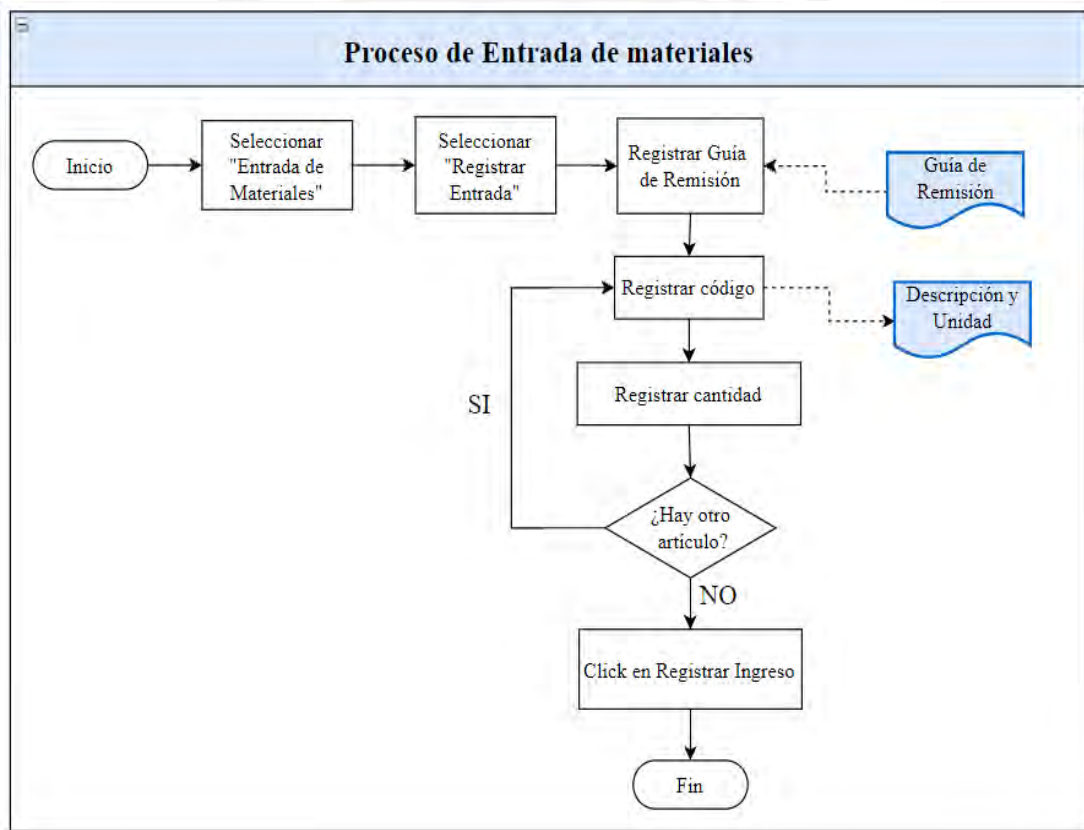 Proceso de Entrada de materiales
Inicio
Seleccionar
"Entrada de
Materiales"
Seleccionar
"Registrar
Entrada"
Registrar Guía
de Remisión
Guía de
Remisión
Registrar código
Descripción y
Unidad
Registrar cantidad
SI
¿Hay otro
artículo?
NO
Click en Registrar Ingreso
Fin